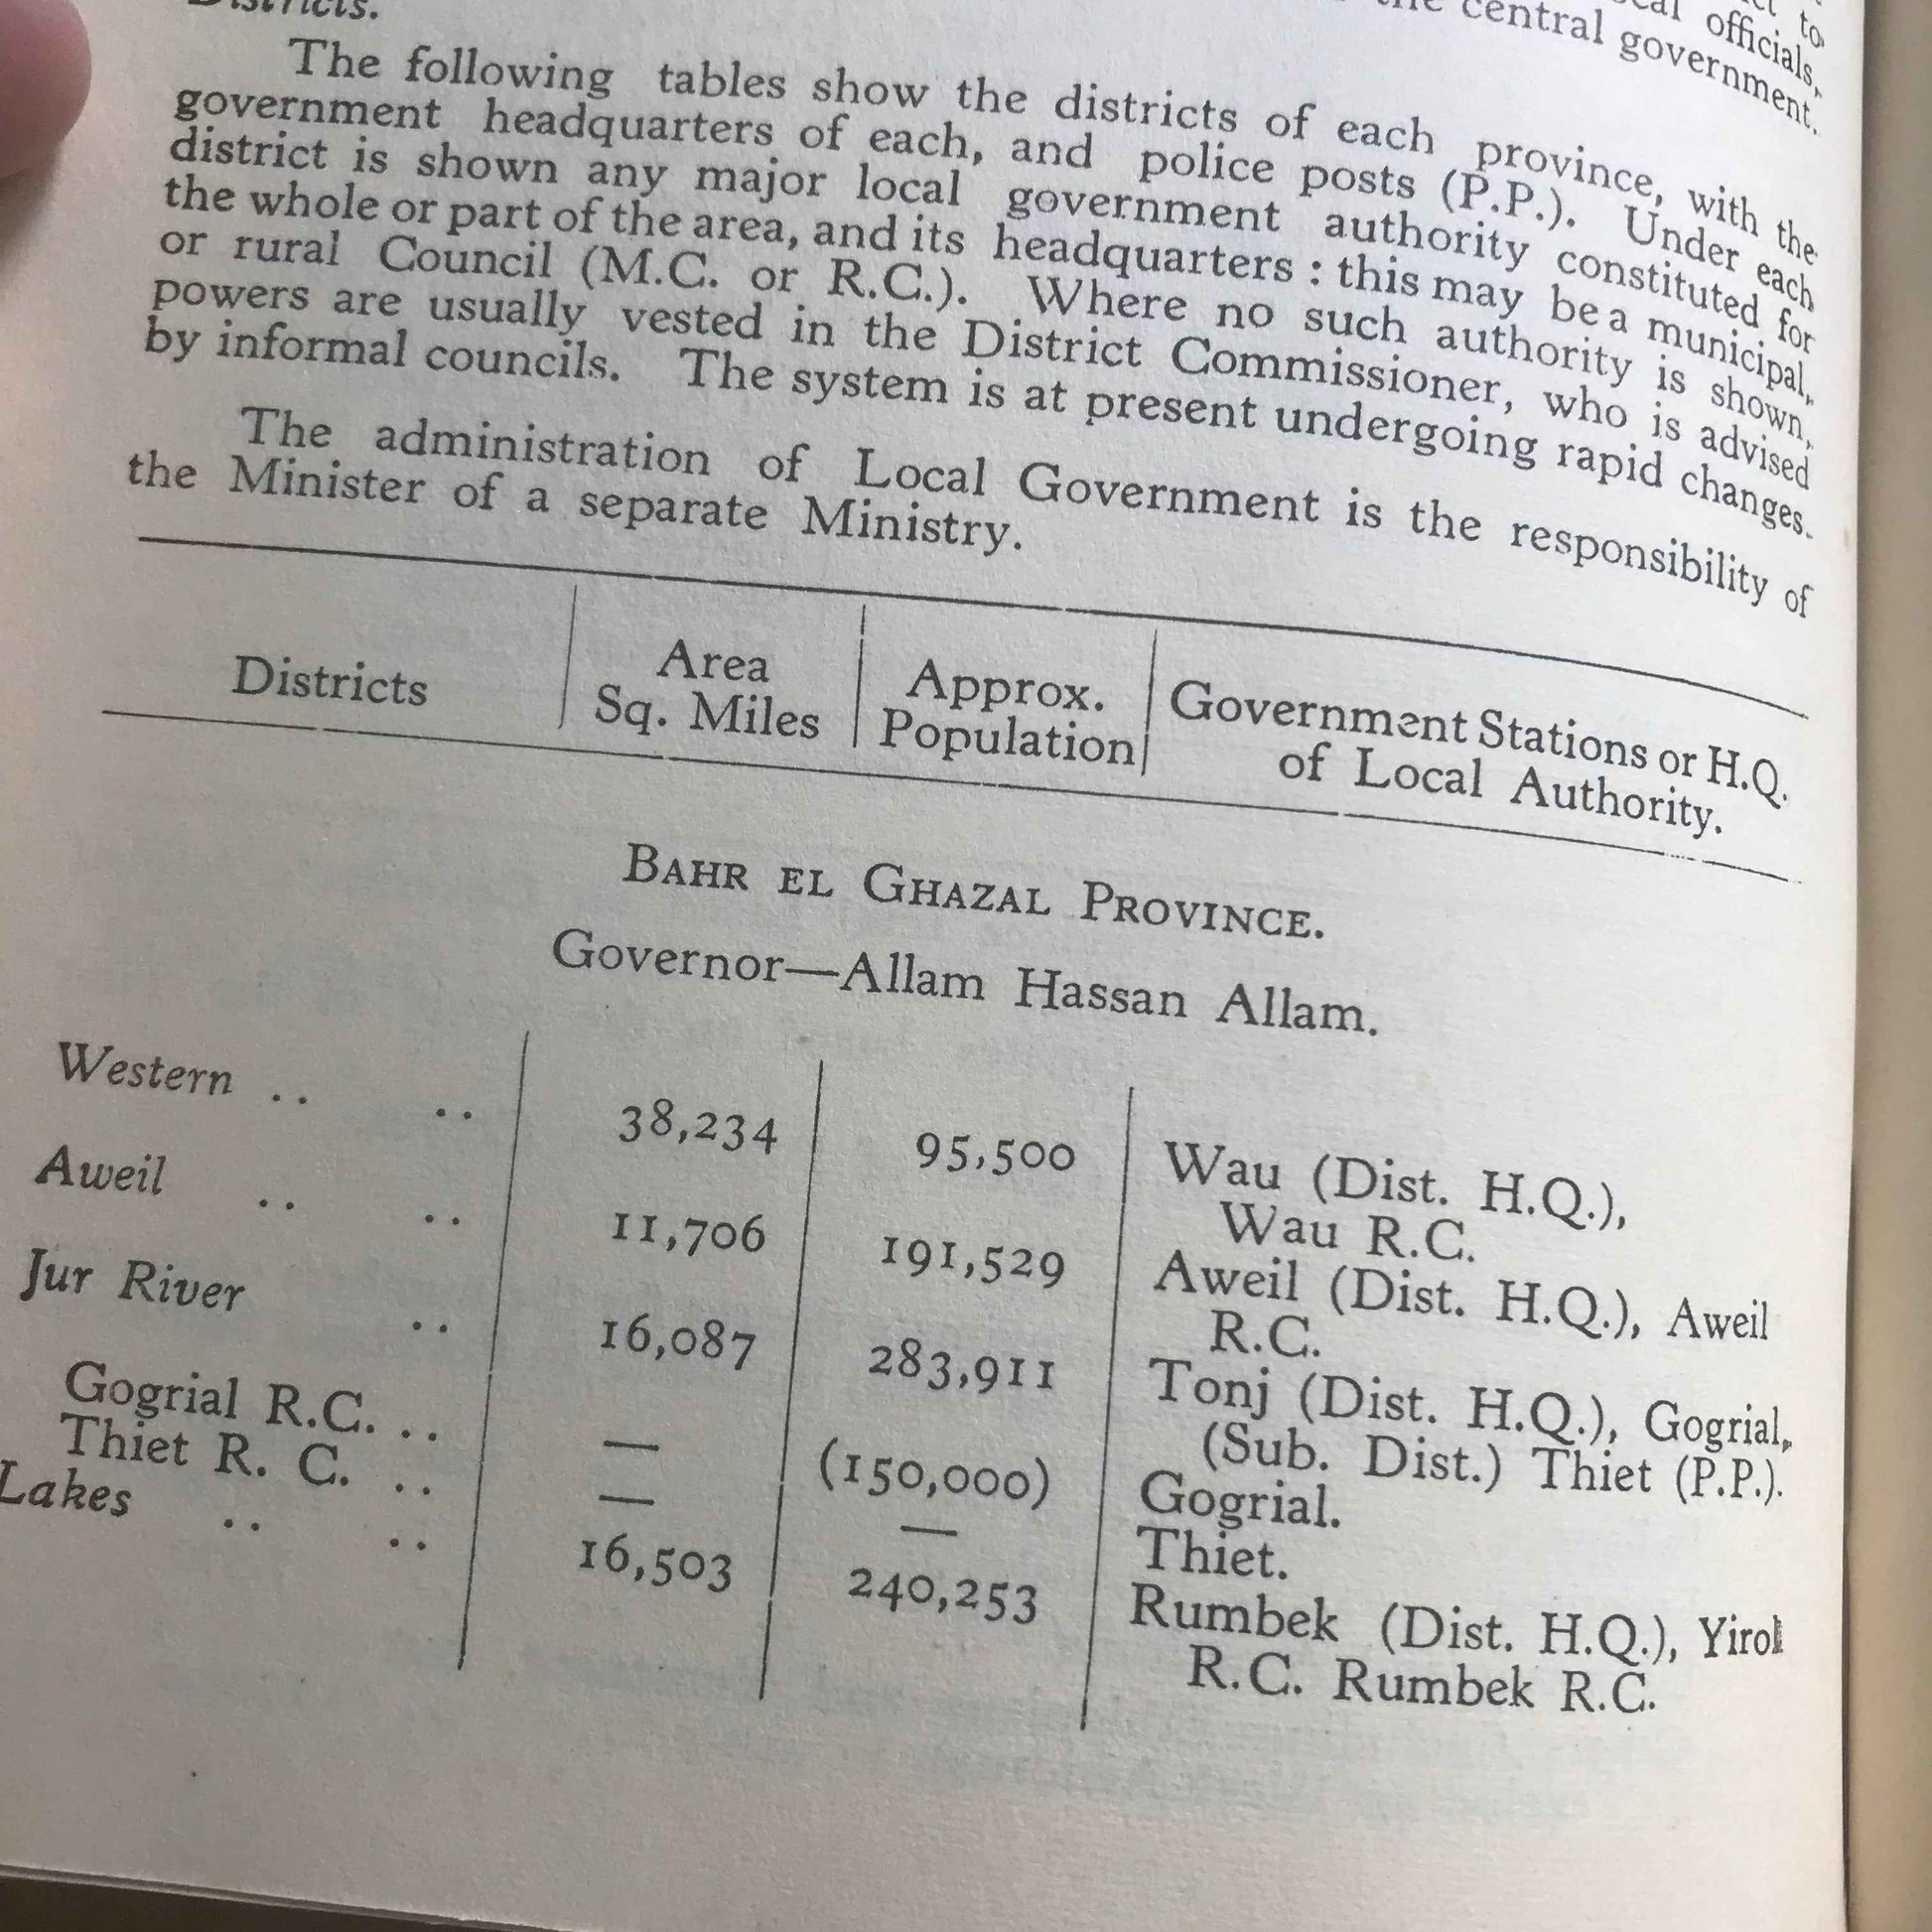 Districts.
to
officials,
central government.
The following tables show the districts of each province, with the
government headquarters of each, and police posts (P.P.). Under each
district is shown any major local government authority constituted for
the whole or part of the area, and its headquarters : this may be a municipal,
or rural Council (M.C. or R.C.). Where no such authority is shown,
powers are usually vested in the District Commissioner, who is advised
by informal councils. The system is at present undergoing rapid changes.
The administration of Local Government is the responsibility of
the Minister of a separate Ministry.
Districts Area Sq. Miles Approx. Population Government Stations or H.Q. of Local Authority.
BAHR EL GHAZAL PROVINCE.
Governor—Allam Hassan Allam.
Western .. .. 38,234 95,500 Wau (Dist. H.Q.),
Wau R.C.
Aweil .. .. 11,706 191,529 Aweil (Dist. H.Q.), Aweil
R.C.
Jur River .. 16,087 283,911 Tonj (Dist. H.Q.), Gogrial,
(Sub. Dist.) Thiet (P.P.).
Gogrial R.C. .. — (150,000) Gogrial.
Thiet R. C. .. — — Thiet.
Lakes .. .. 16,503 240,253 Rumbek (Dist. H.Q.), Yirol
R.C. Rumbek R.C.